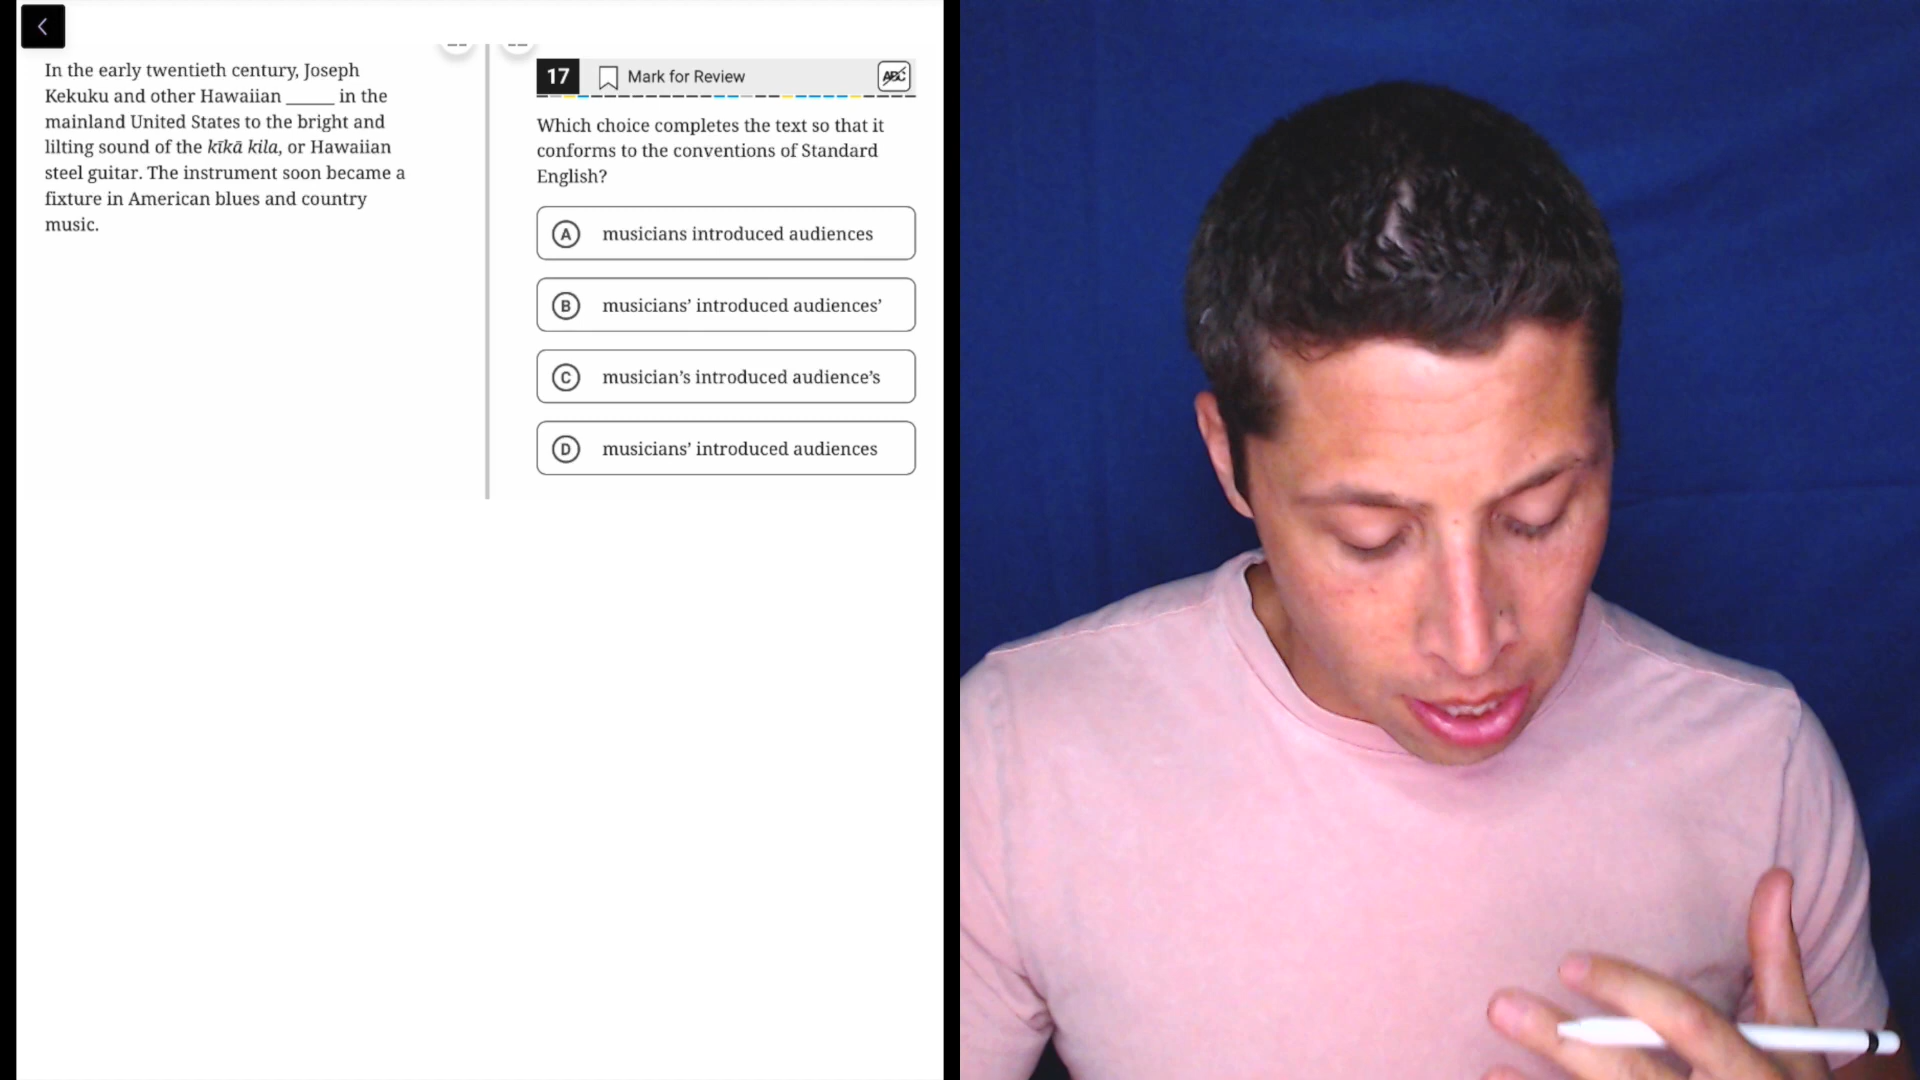 In the early twentieth century, Joseph
Kekuku and other Hawaiian ______ in the
mainland United States to the bright and
lilting sound of the kīkā kila, or Hawaiian
steel guitar. The instrument soon became a
fixture in American blues and country
music.
17 Mark for Review ABC
Which choice completes the text so that it
conforms to the conventions of Standard
English?
A musicians introduced audiences
B musicians’ introduced audiences’
C musician’s introduced audience’s
D musicians’ introduced audiences